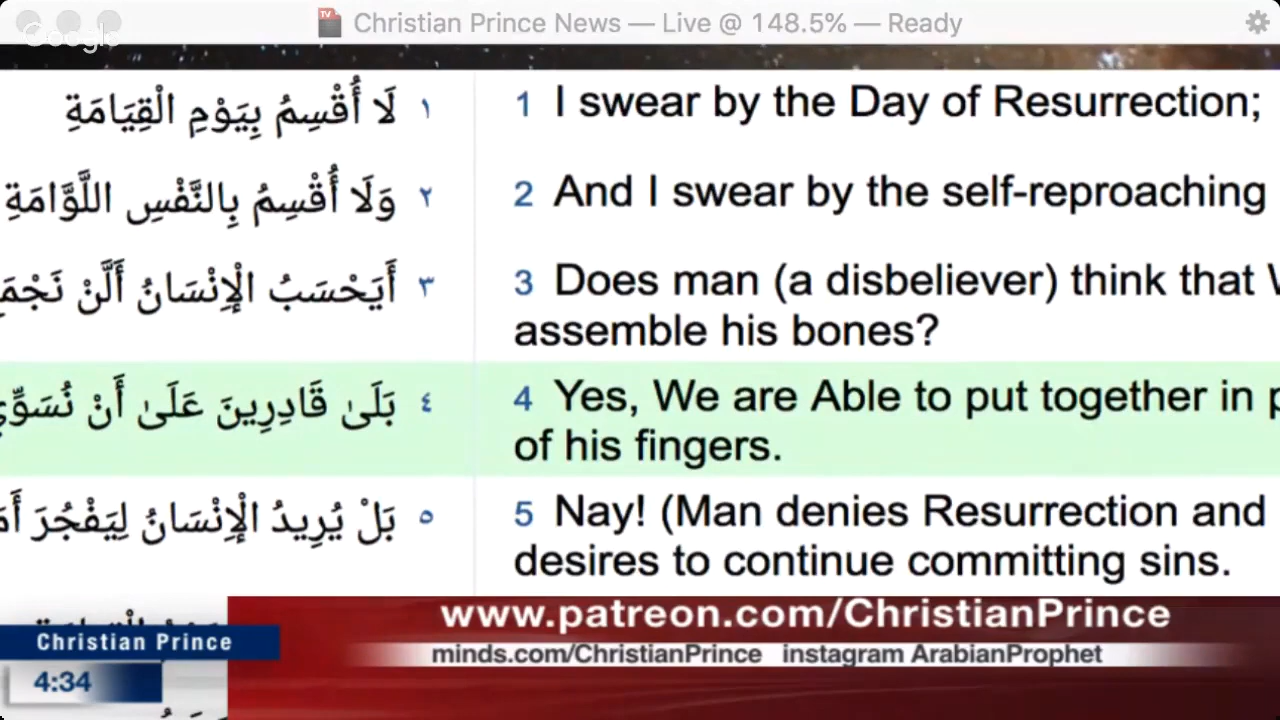 Christian Prince News — Live @ 148.5% — Ready
Google
لَا أُقْسِمُ بِيَوْمِ الْقِيَامَةِ ١
1 I swear by the Day of Resurrection;
وَلَا أُقْسِمُ بِالنَّفْسِ اللَّوَّامَةِ ٢
2 And I swear by the self-reproaching
أَيَحْسَبُ الْإِنْسَانُ أَلَّنْ ٣
3 Does man (a disbeliever) think that
assemble his bones?
بَلَىٰ قَادِرِينَ عَلَىٰ أَنْ ٤
4 Yes, We are Able to put together in
of his fingers.
بَلْ يُرِيدُ الْإِنْسَانُ لِيَفْجُرَ ٥
5 Nay! (Man denies Resurrection and
desires to continue committing sins.
www.patreon.com/ChristianPrince
Christian Prince
minds.com/ChristianPrince instagram ArabianProphet
4:34